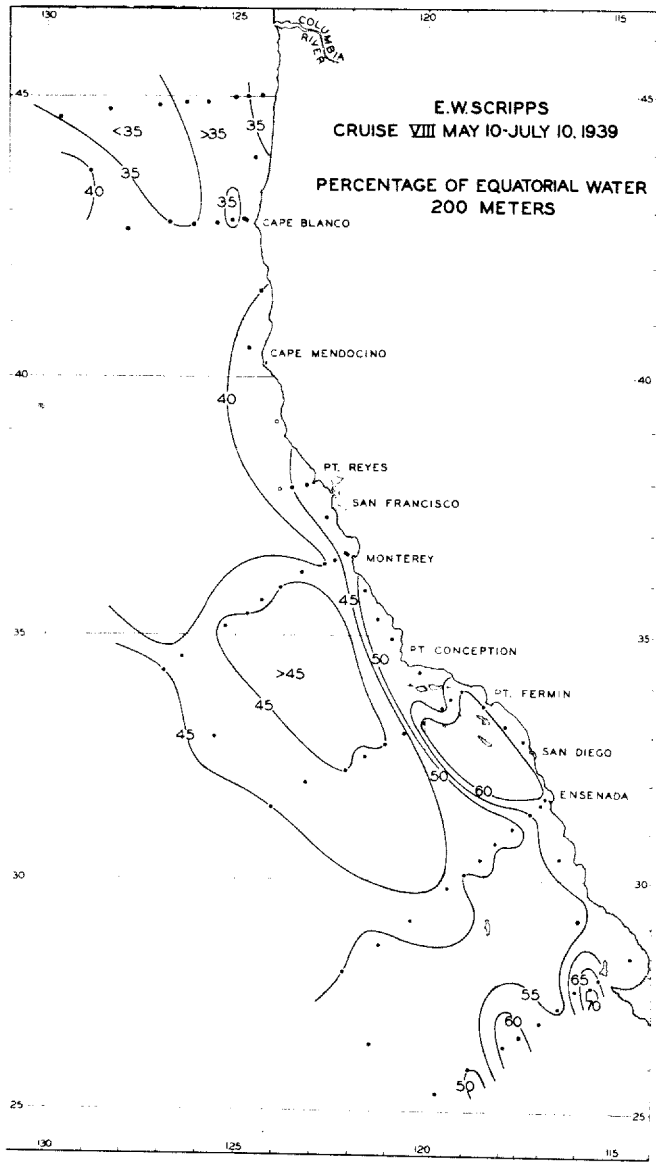 130 125 120 115
COLUMBIA
RIVER
45 45
E.W.SCRIPPS
CRUISE VIII MAY 10-JULY 10, 1939
PERCENTAGE OF EQUATORIAL WATER
200 METERS
<35 >35 35
35
40
35
CAPE BLANCO
CAPE MENDOCINO
40 40
40
PT. REYES
SAN FRANCISCO
MONTEREY
45
35 35
PT. CONCEPTION
50
>45
PT. FERMIN
45
45
SAN DIEGO
50
60
ENSENADA
30 30
65
55
70
60
50
25 25
130 125 120 115